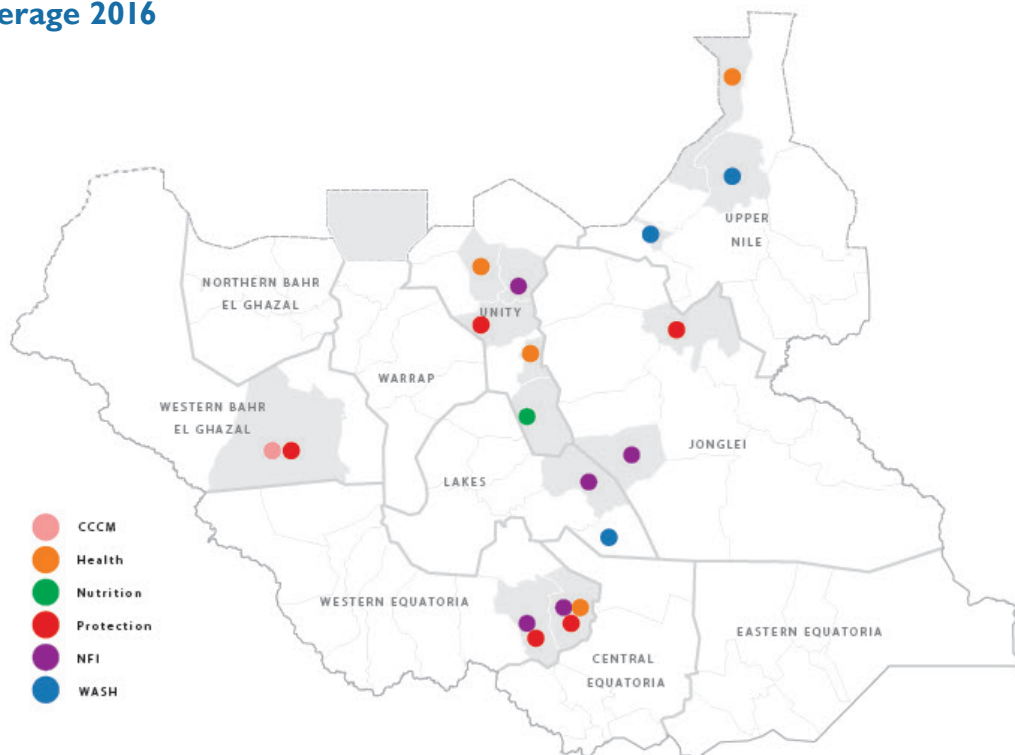 erage 2016
UPPER
NILE
NORTHERN BAHR
EL GHAZAL
UNITY
WARRAP
WESTERN BAHR
EL GHAZAL
JONGLEI
LAKES
CCCM
Health
Nutrition
Protection
NFI
WASH
WESTERN EQUATORIA
EASTERN EQUATORIA
CENTRAL
EQUATORIA